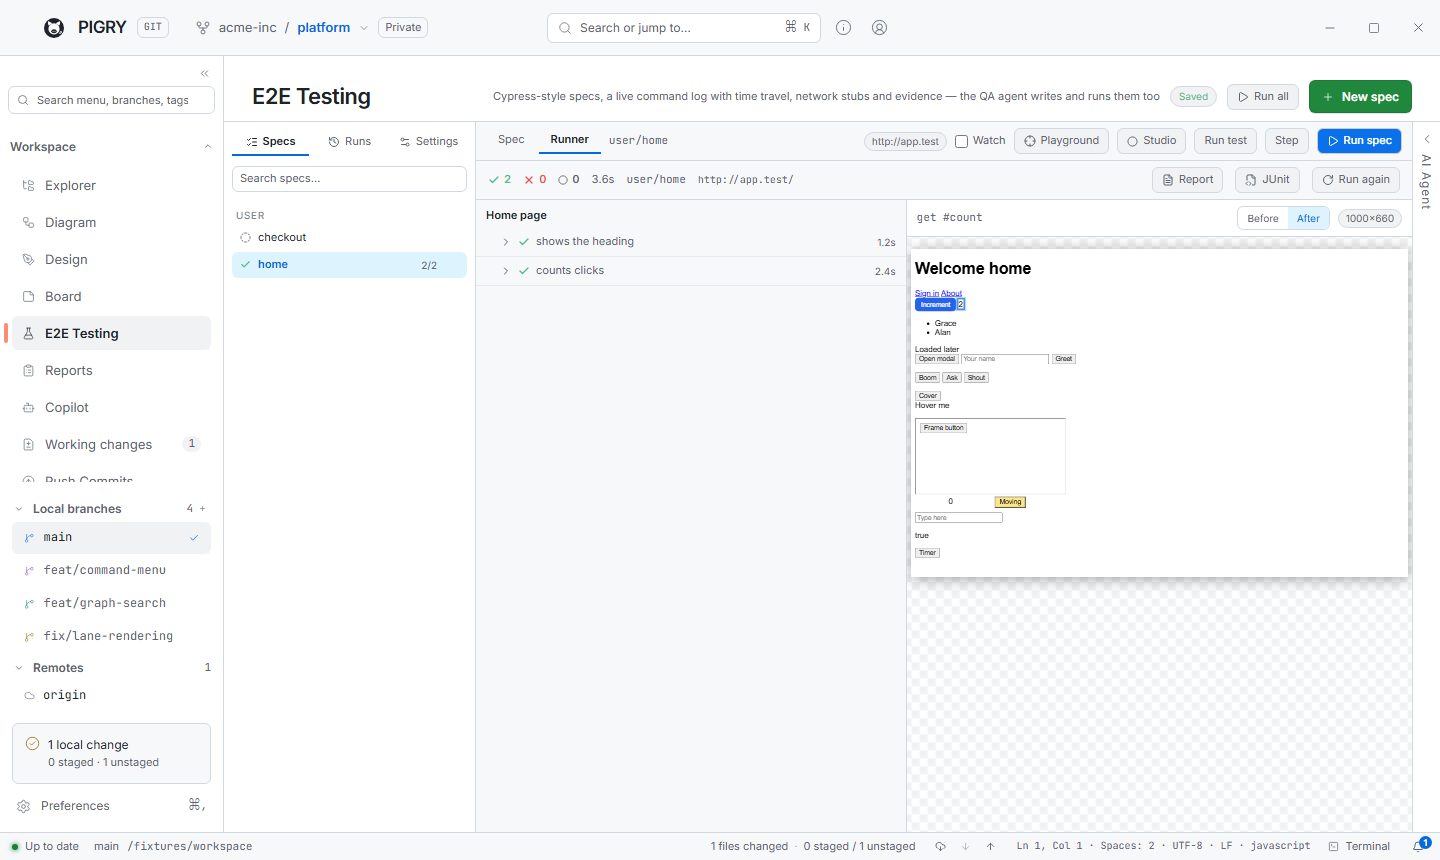 PIGRY GIT acme-inc / platform Private Search or jump to... ⌘ K
E2E Testing Cypress-style specs, a live command log with time travel, network stubs and evidence — the QA agent writes and runs them too Saved Run all + New spec
Search menu, branches, tags
Workspace
Explorer
Diagram
Design
Board
E2E Testing
Reports
Copilot
Working changes 1
Push Commits
Local branches 4 +
main
feat/command-menu
feat/graph-search
fix/lane-rendering
Remotes 1
origin
1 local change
0 staged · 1 unstaged
Preferences ⌘,
Specs Runs Settings
Search specs...
USER
checkout
home 2/2
Spec Runner user/home http://app.test Watch Playground Studio Run test Step Run spec
2 0 0 3.6s user/home http://app.test/ Report JUnit Run again
Home page
shows the heading 1.2s
counts clicks 2.4s
get #count Before After 1000×660
Welcome home
Sign in About
Increment 2
Grace
Alan
Loaded later
Open modal Your name Greet
Boom Ask Shout
Cover
Hover me
Frame button
0 Moving
Type here
true
Timer
AI Agent
Up to date main /fixtures/workspace 1 files changed · 0 staged / 1 unstaged Ln 1, Col 1 · Spaces: 2 · UTF-8 · LF · javascript Terminal 1